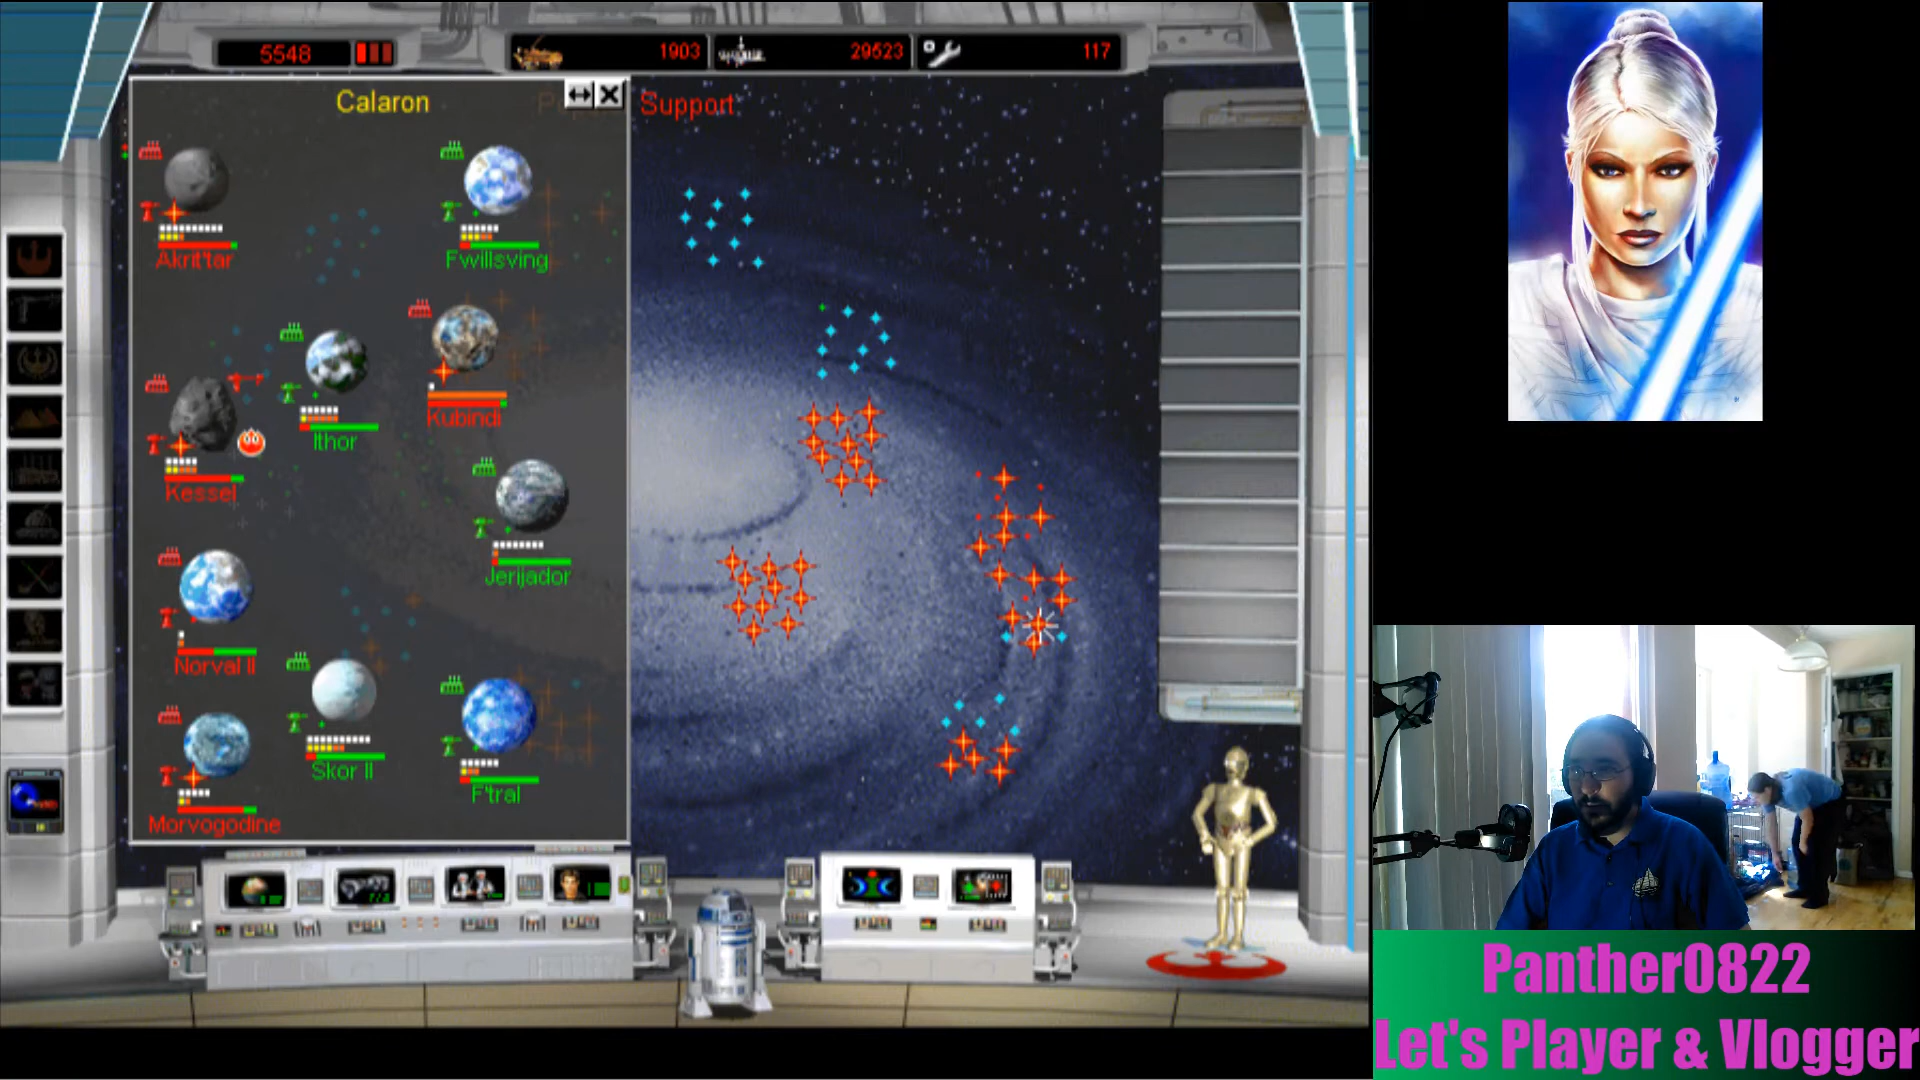 5548
1903
29523
117
Calaron
Support
Akrit'tar
Fwillsving
Kubindi
Ithor
Kessel
Jerijador
Norval II
Skor II
F'tral
Morvogodine
Panther0822
Let's Player & Vlogger